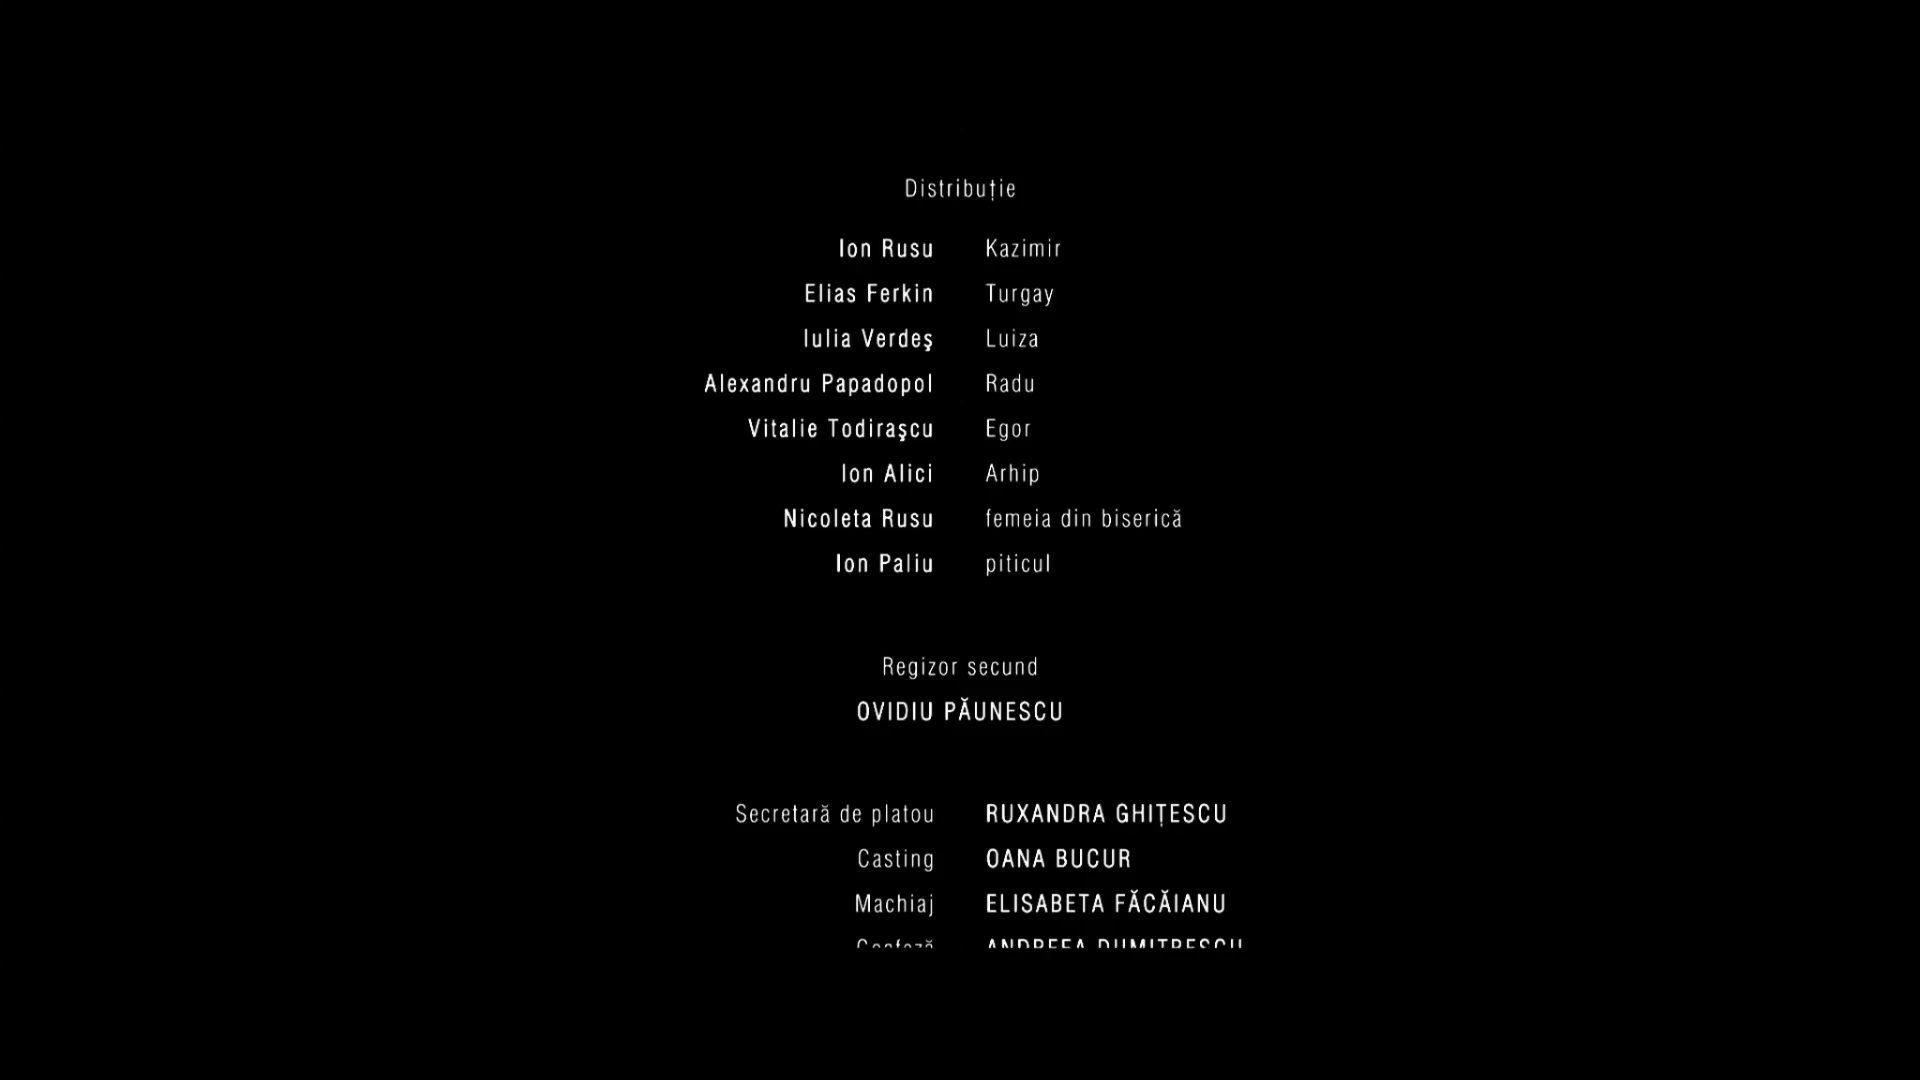 Distribuție
Ion Rusu Kazimir
Elias Ferkin Turgay
Iulia Verdeş Luiza
Alexandru Papadopol Radu
Vitalie Todiraşcu Egor
Ion Alici Arhip
Nicoleta Rusu femeia din biserică
Ion Paliu piticul
Regizor secund
OVIDIU PĂUNESCU
Secretară de platou RUXANDRA GHIȚESCU
Casting OANA BUCUR
Machiaj ELISABETA FĂCĂIANU
ANDREEA DUMITRESCU